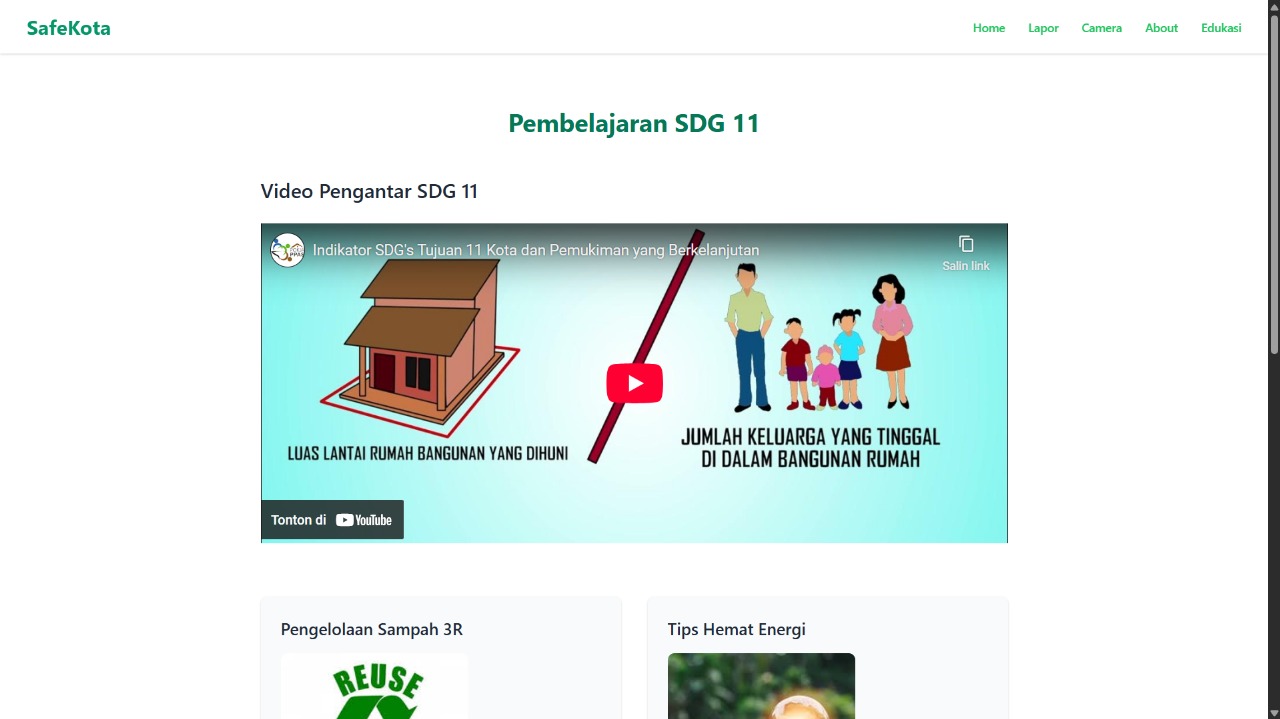 SafeKota
Home
Lapor
Camera
About
Edukasi
Pembelajaran SDG 11
Video Pengantar SDG 11
Indikator SDG's Tujuan 11 Kota dan Pemukiman yang Berkelanjutan
Salin link
LUAS LANTAI RUMAH BANGUNAN YANG DIHUNI
JUMLAH KELUARGA YANG TINGGAL
DI DALAM BANGUNAN RUMAH
Tonton di YouTube
Pengelolaan Sampah 3R
Tips Hemat Energi
REUSE